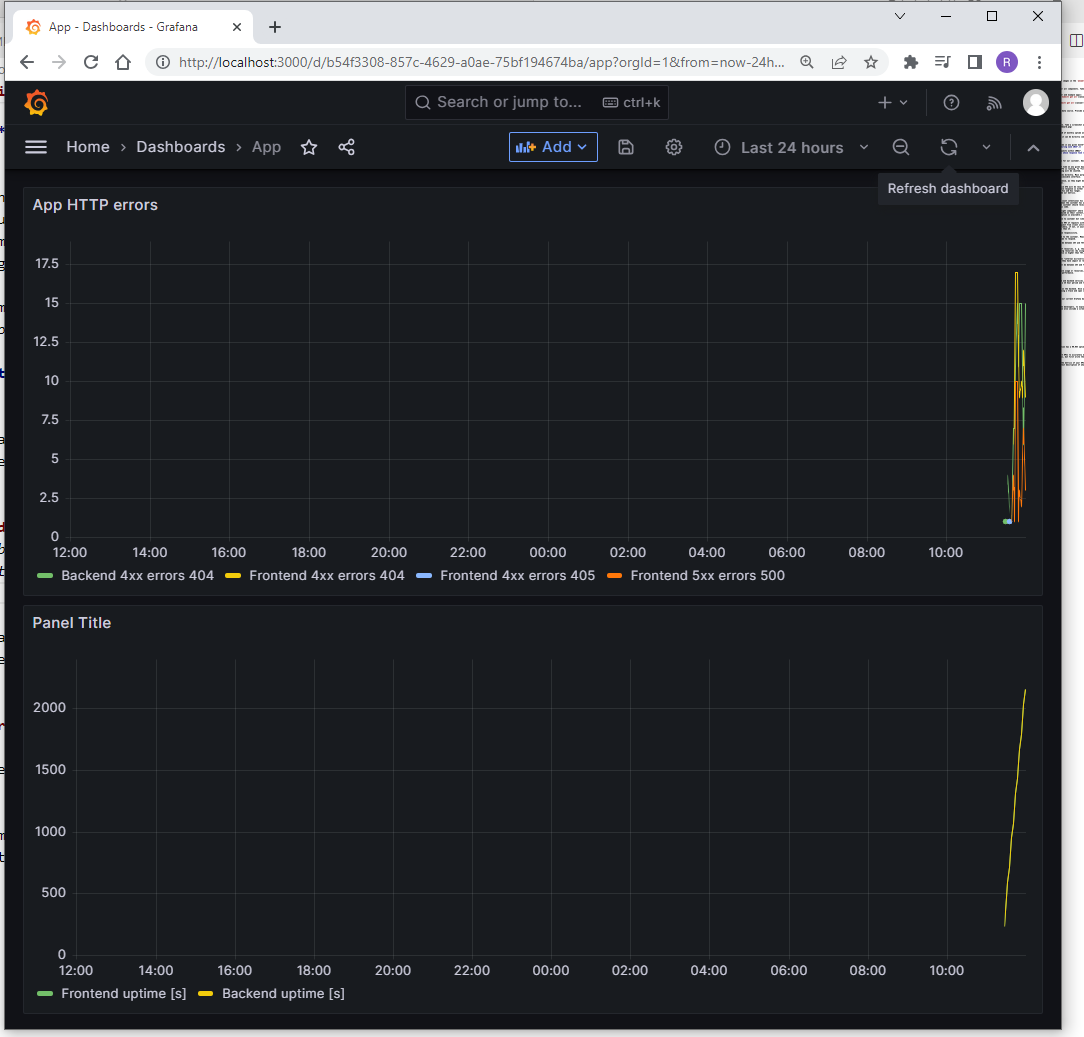 App - Dashboards - Grafana
http://localhost:3000/d/b54f3308-857c-4629-a0ae-75bf194674ba/app?orgId=1&from=now-24h...
R
Search or jump to... ctrl+k
Home › Dashboards › App
Add
Last 24 hours
Refresh dashboard
App HTTP errors
17.5
15
12.5
10
7.5
5
2.5
0
12:00 14:00 16:00 18:00 20:00 22:00 00:00 02:00 04:00 06:00 08:00 10:00
Backend 4xx errors 404 Frontend 4xx errors 404 Frontend 4xx errors 405 Frontend 5xx errors 500
Panel Title
2000
1500
1000
500
0
12:00 14:00 16:00 18:00 20:00 22:00 00:00 02:00 04:00 06:00 08:00 10:00
Frontend uptime [s] Backend uptime [s]